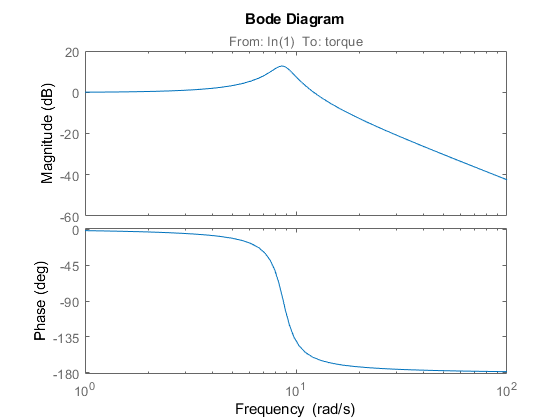 Bode Diagram
From: In(1)  To: torque
Magnitude (dB)
20
0
-20
-40
-60
Phase (deg)
0
-45
-90
-135
-180
10^0
10^1
10^2
Frequency  (rad/s)